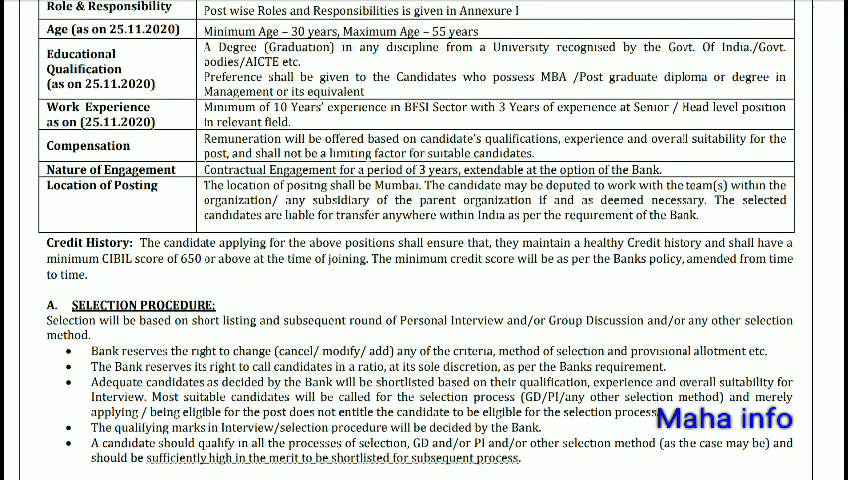 Role & Responsibility
Post wise Roles and Responsibilities is given in Annexure I
Age (as on 25.11.2020)
Minimum Age – 30 years, Maximum Age – 55 years
Educational
Qualification
(as on 25.11.2020)
A Degree (Graduation) in any discipline from a University recognised by the Govt. Of India./Govt.
bodies/AICTE etc.
Preference shall be given to the Candidates who possess MBA /Post graduate diploma or degree in
Management or its equivalent
Work Experience
as on (25.11.2020)
Minimum of 10 Years' experience in BFSI Sector with 3 Years of experience at Senior / Head level position
in relevant field.
Compensation
Remuneration will be offered based on candidate's qualifications, experience and overall suitability for the
post, and shall not be a limiting factor for suitable candidates.
Nature of Engagement
Contractual Engagement for a period of 3 years, extendable at the option of the Bank.
Location of Posting
The location of positng shall be Mumbai. The candidate may be deputed to work with the team(s) within the
organization/ any subsidiary of the parent organization if and as deemed necessary. The selected
candidates are liable for transfer anywhere within India as per the requirement of the Bank.
Credit History: The candidate applying for the above positions shall ensure that, they maintain a healthy Credit history and shall have a
minimum CIBIL score of 650 or above at the time of joining. The minimum credit score will be as per the Banks policy, amended from time
to time.
A. SELECTION PROCEDURE:
Selection will be based on short listing and subsequent round of Personal Interview and/or Group Discussion and/or any other selection
method.
• Bank reserves the right to change (cancel/ modify/ add) any of the criteria, method of selection and provisional allotment etc.
• The Bank reserves its right to call candidates in a ratio, at its sole discretion, as per the Banks requirement.
• Adequate candidates as decided by the Bank will be shortlisted based on their qualification, experience and overall suitability for
Interview. Most suitable candidates will be called for the selection process (GD/PI/any other selection method) and merely
applying / being eligible for the post does not entitle the candidate to be eligible for the selection process
Maha info
• The qualifying marks in Interview/selection procedure will be decided by the Bank.
• A candidate should qualify in all the processes of selection, GD and/or PI and/or other selection method (as the case may be) and
should be sufficiently high in the merit to be shortlisted for subsequent process.